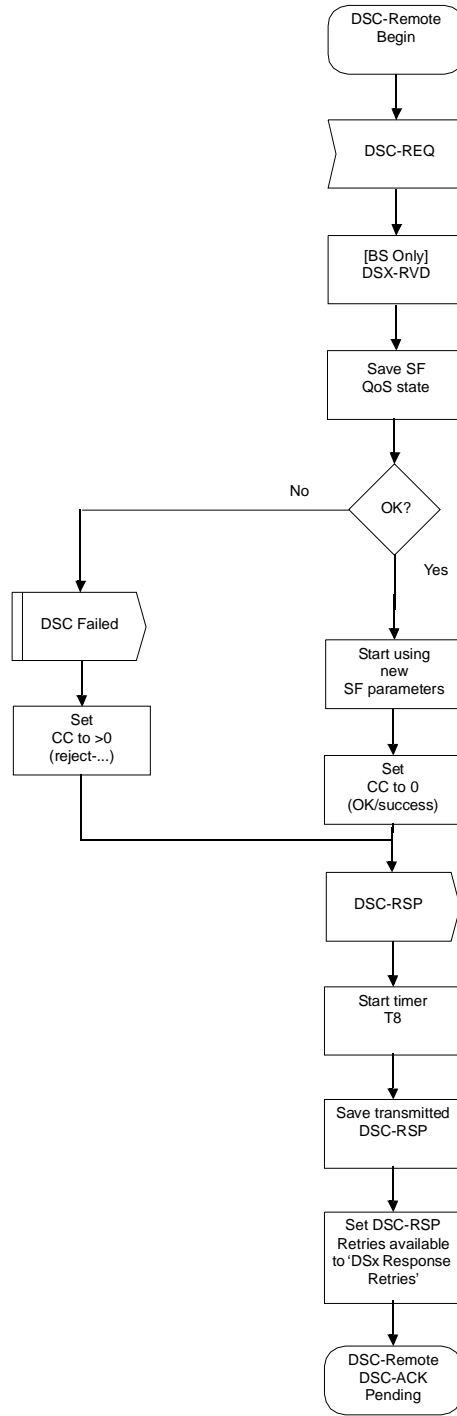 DSC-Remote
Begin
DSC-REQ
[BS Only]
DSX-RVD
Save SF
QoS state
OK?
No
Yes
DSC Failed
Set
CC to >0
(reject-...)
Start using
new
SF parameters
Set
CC to 0
(OK/success)
DSC-RSP
Start timer
T8
Save transmitted
DSC-RSP
Set DSC-RSP
Retries available
to ‘DSx Response
Retries’
DSC-Remote
DSC-ACK
Pending